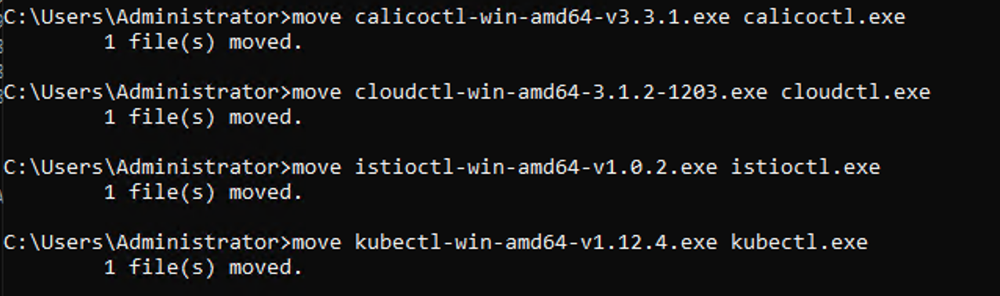 C:\Users\Administrator>move calicoctl-win-amd64-v3.3.1.exe calicoctl.exe
        1 file(s) moved.
C:\Users\Administrator>move cloudctl-win-amd64-3.1.2-1203.exe cloudctl.exe
        1 file(s) moved.
C:\Users\Administrator>move istioctl-win-amd64-v1.0.2.exe istioctl.exe
        1 file(s) moved.
C:\Users\Administrator>move kubectl-win-amd64-v1.12.4.exe kubectl.exe
        1 file(s) moved.